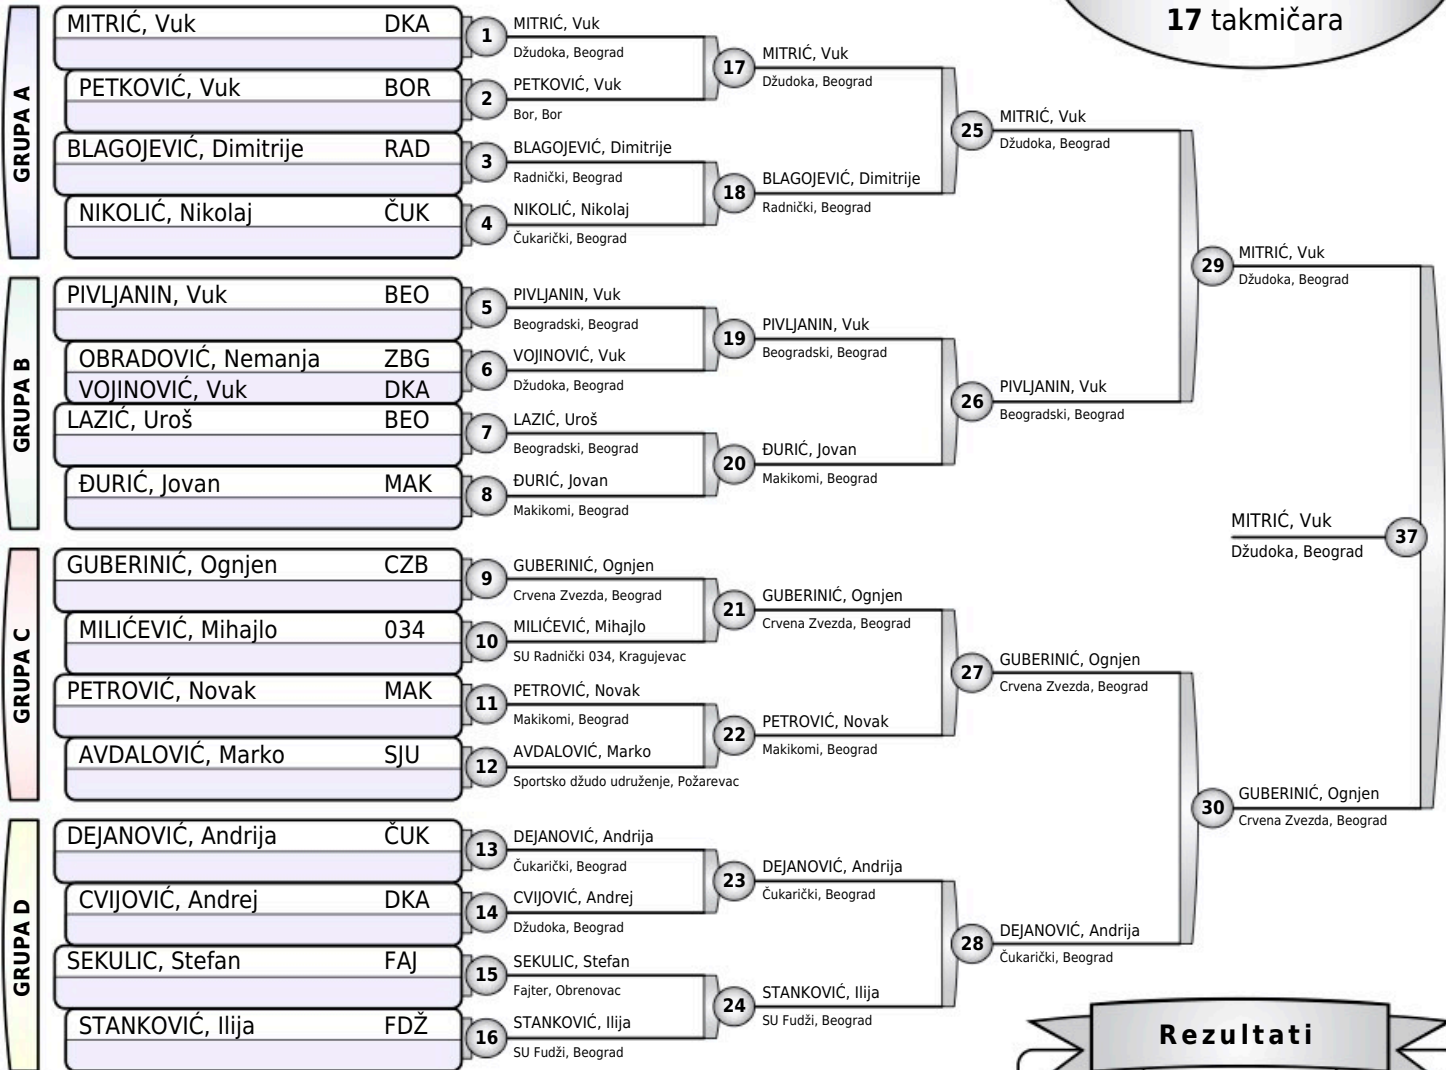 17 takmičara
GRUPA A
MITRIĆ, Vuk DKA
PETKOVIĆ, Vuk BOR
BLAGOJEVIĆ, Dimitrije RAD
NIKOLIĆ, Nikolaj ČUK
GRUPA B
PIVLJANIN, Vuk BEO
OBRADOVIĆ, Nemanja ZBG
VOJINOVIĆ, Vuk DKA
LAZIĆ, Uroš BEO
ĐURIĆ, Jovan MAK
GRUPA C
GUBERINIĆ, Ognjen CZB
MILIĆEVIĆ, Mihajlo 034
PETROVIĆ, Novak MAK
AVDALOVIĆ, Marko SJU
GRUPA D
DEJANOVIĆ, Andrija ČUK
CVIJOVIĆ, Andrej DKA
SEKULIC, Stefan FAJ
STANKOVIĆ, Ilija FDŽ
1 MITRIĆ, Vuk
Džudoka, Beograd
2 PETKOVIĆ, Vuk
Bor, Bor
3 BLAGOJEVIĆ, Dimitrije
Radnički, Beograd
4 NIKOLIĆ, Nikolaj
Čukarički, Beograd
5 PIVLJANIN, Vuk
Beogradski, Beograd
6 VOJINOVIĆ, Vuk
Džudoka, Beograd
7 LAZIĆ, Uroš
Beogradski, Beograd
8 ĐURIĆ, Jovan
Makikomi, Beograd
9 GUBERINIĆ, Ognjen
Crvena Zvezda, Beograd
10 MILIĆEVIĆ, Mihajlo
SU Radnički 034, Kragujevac
11 PETROVIĆ, Novak
Makikomi, Beograd
12 AVDALOVIĆ, Marko
Sportsko džudo udruženje, Požarevac
13 DEJANOVIĆ, Andrija
Čukarički, Beograd
14 CVIJOVIĆ, Andrej
Džudoka, Beograd
15 SEKULIC, Stefan
Fajter, Obrenovac
16 STANKOVIĆ, Ilija
SU Fudži, Beograd
17 MITRIĆ, Vuk
Džudoka, Beograd
18 BLAGOJEVIĆ, Dimitrije
Radnički, Beograd
19 PIVLJANIN, Vuk
Beogradski, Beograd
20 ĐURIĆ, Jovan
Makikomi, Beograd
21 GUBERINIĆ, Ognjen
Crvena Zvezda, Beograd
22 PETROVIĆ, Novak
Makikomi, Beograd
23 DEJANOVIĆ, Andrija
Čukarički, Beograd
24 STANKOVIĆ, Ilija
SU Fudži, Beograd
25 MITRIĆ, Vuk
Džudoka, Beograd
26 PIVLJANIN, Vuk
Beogradski, Beograd
27 GUBERINIĆ, Ognjen
Crvena Zvezda, Beograd
28 DEJANOVIĆ, Andrija
Čukarički, Beograd
29 MITRIĆ, Vuk
Džudoka, Beograd
30 GUBERINIĆ, Ognjen
Crvena Zvezda, Beograd
MITRIĆ, Vuk 37
Džudoka, Beograd
Rezultati